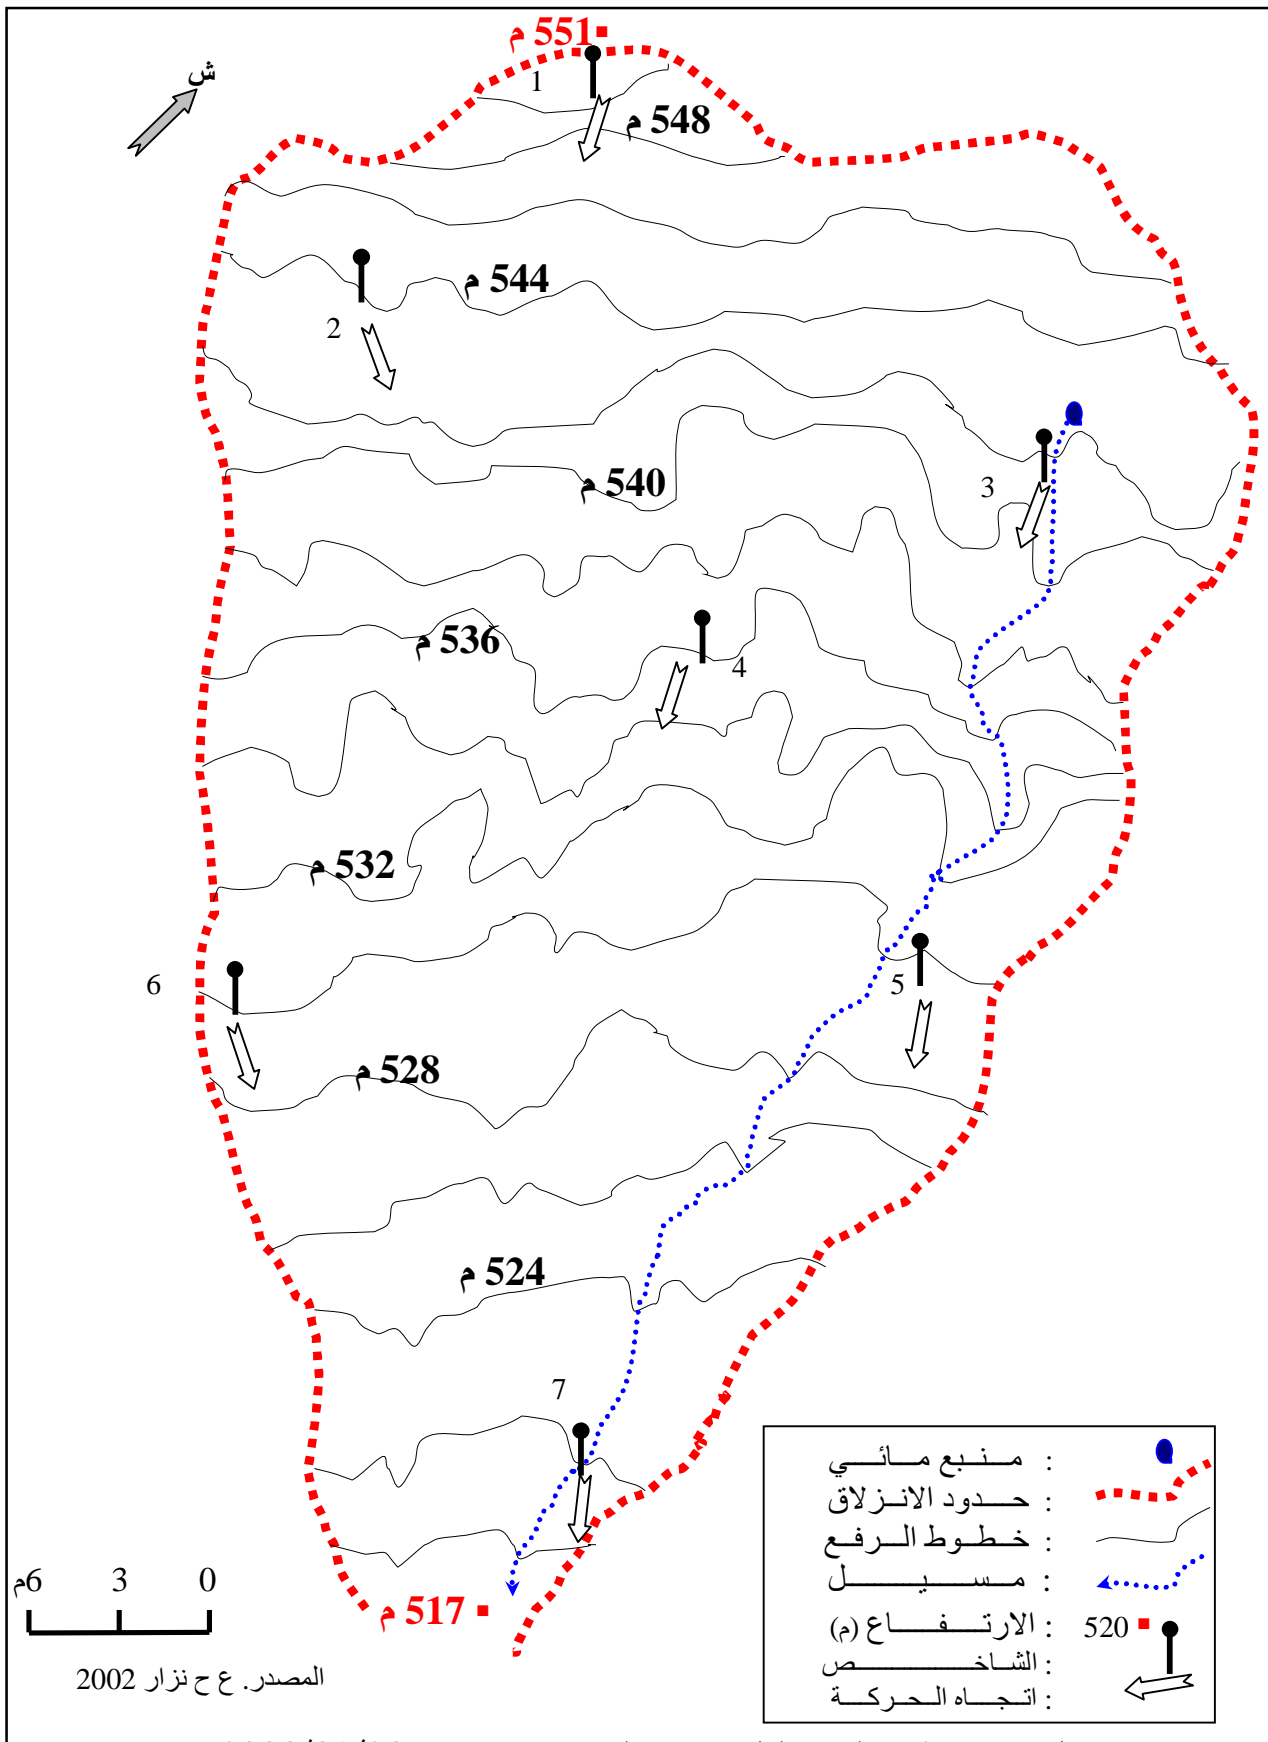 551 م
ش
1
548 م
544 م
2
540 م
3
536 م
4
532 م
6
5
528 م
524 م
7
منبع مائي :
حدود الانزلاق :
خطوط الرفع :
مسيل :
الارتفاع (م) : 520
الشاخص :
اتجاه الحركة :
517 م
0 3 6م
المصدر. ع ح نزار 2002